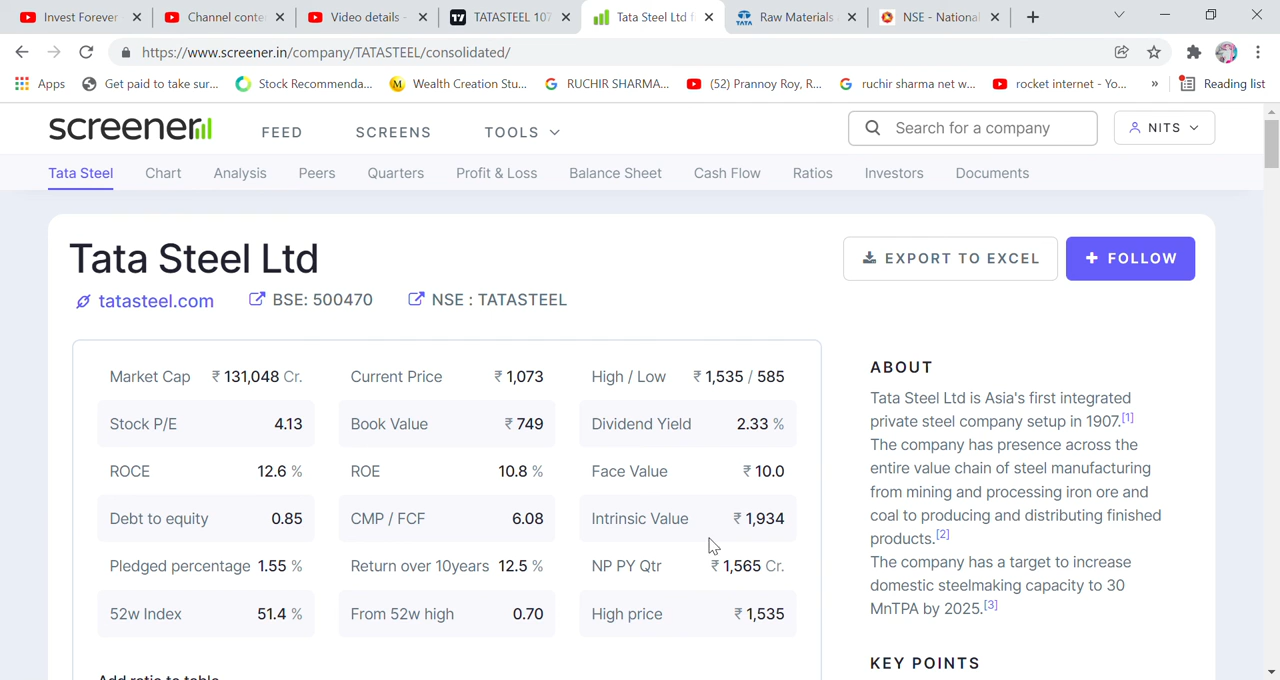 Invest Forever
Channel conte
Video details -
TATASTEEL 107
Tata Steel Ltd f
Raw Materials
NSE - National
https://www.screener.in/company/TATASTEEL/consolidated/
Apps
Get paid to take sur...
Stock Recommenda...
Wealth Creation Stu...
RUCHIR SHARMA...
(52) Prannoy Roy, R...
ruchir sharma net w...
rocket internet - Yo...
»
Reading list
screener
FEED
SCREENS
TOOLS
Search for a company
NITS
Tata Steel
Chart
Analysis
Peers
Quarters
Profit & Loss
Balance Sheet
Cash Flow
Ratios
Investors
Documents
Tata Steel Ltd
EXPORT TO EXCEL
+ FOLLOW
tatasteel.com
BSE: 500470
NSE : TATASTEEL
Market Cap ₹ 131,048 Cr.
Current Price ₹ 1,073
High / Low ₹ 1,535 / 585
Stock P/E 4.13
Book Value ₹ 749
Dividend Yield 2.33 %
ROCE 12.6 %
ROE 10.8 %
Face Value ₹ 10.0
Debt to equity 0.85
CMP / FCF 6.08
Intrinsic Value ₹ 1,934
Pledged percentage 1.55 %
Return over 10years 12.5 %
NP PY Qtr ₹ 1,565 Cr.
52w Index 51.4 %
From 52w high 0.70
High price ₹ 1,535
Add ratio to table
ABOUT
Tata Steel Ltd is Asia's first integrated
private steel company setup in 1907.[1]
The company has presence across the
entire value chain of steel manufacturing
from mining and processing iron ore and
coal to producing and distributing finished
products.[2]
The company has a target to increase
domestic steelmaking capacity to 30
MnTPA by 2025.[3]
KEY POINTS